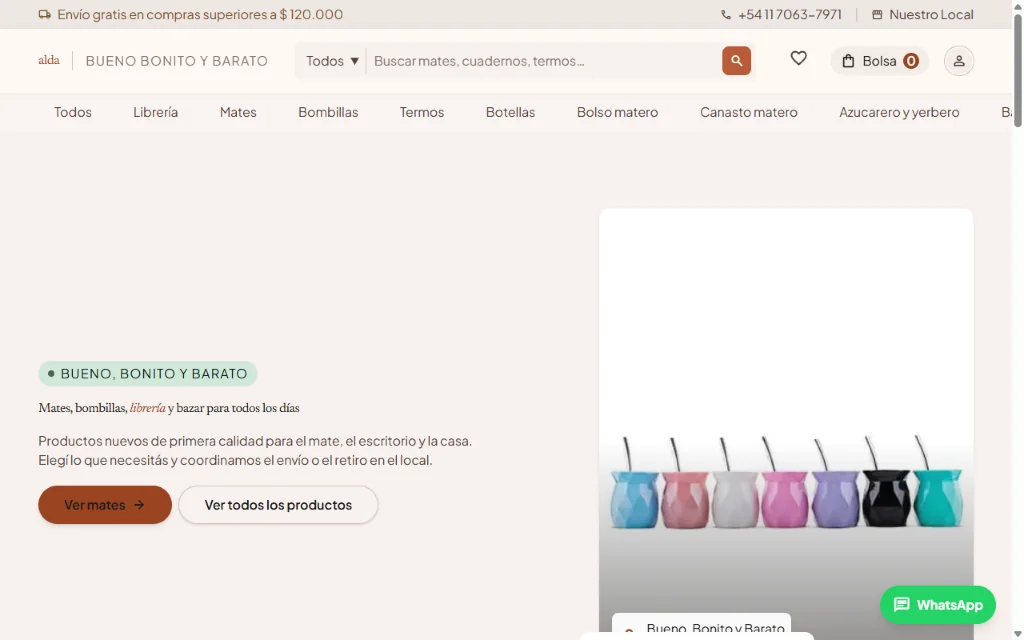 Envío gratis en compras superiores a $ 120.000
+54 11 7063-7971
Nuestro Local
alda
BUENO BONITO Y BARATO
Todos ▼
Buscar mates, cuadernos, termos...
Bolsa 0
Todos
Librería
Mates
Bombillas
Termos
Botellas
Bolso matero
Canasto matero
Azucarero y yerbero
BUENO, BONITO Y BARATO
Mates, bombillas, librería y bazar para todos los días
Productos nuevos de primera calidad para el mate, el escritorio y la casa.
Elegí lo que necesitás y coordinamos el envío o el retiro en el local.
Ver mates →
Ver todos los productos
WhatsApp
Bueno, Bonito y Barato